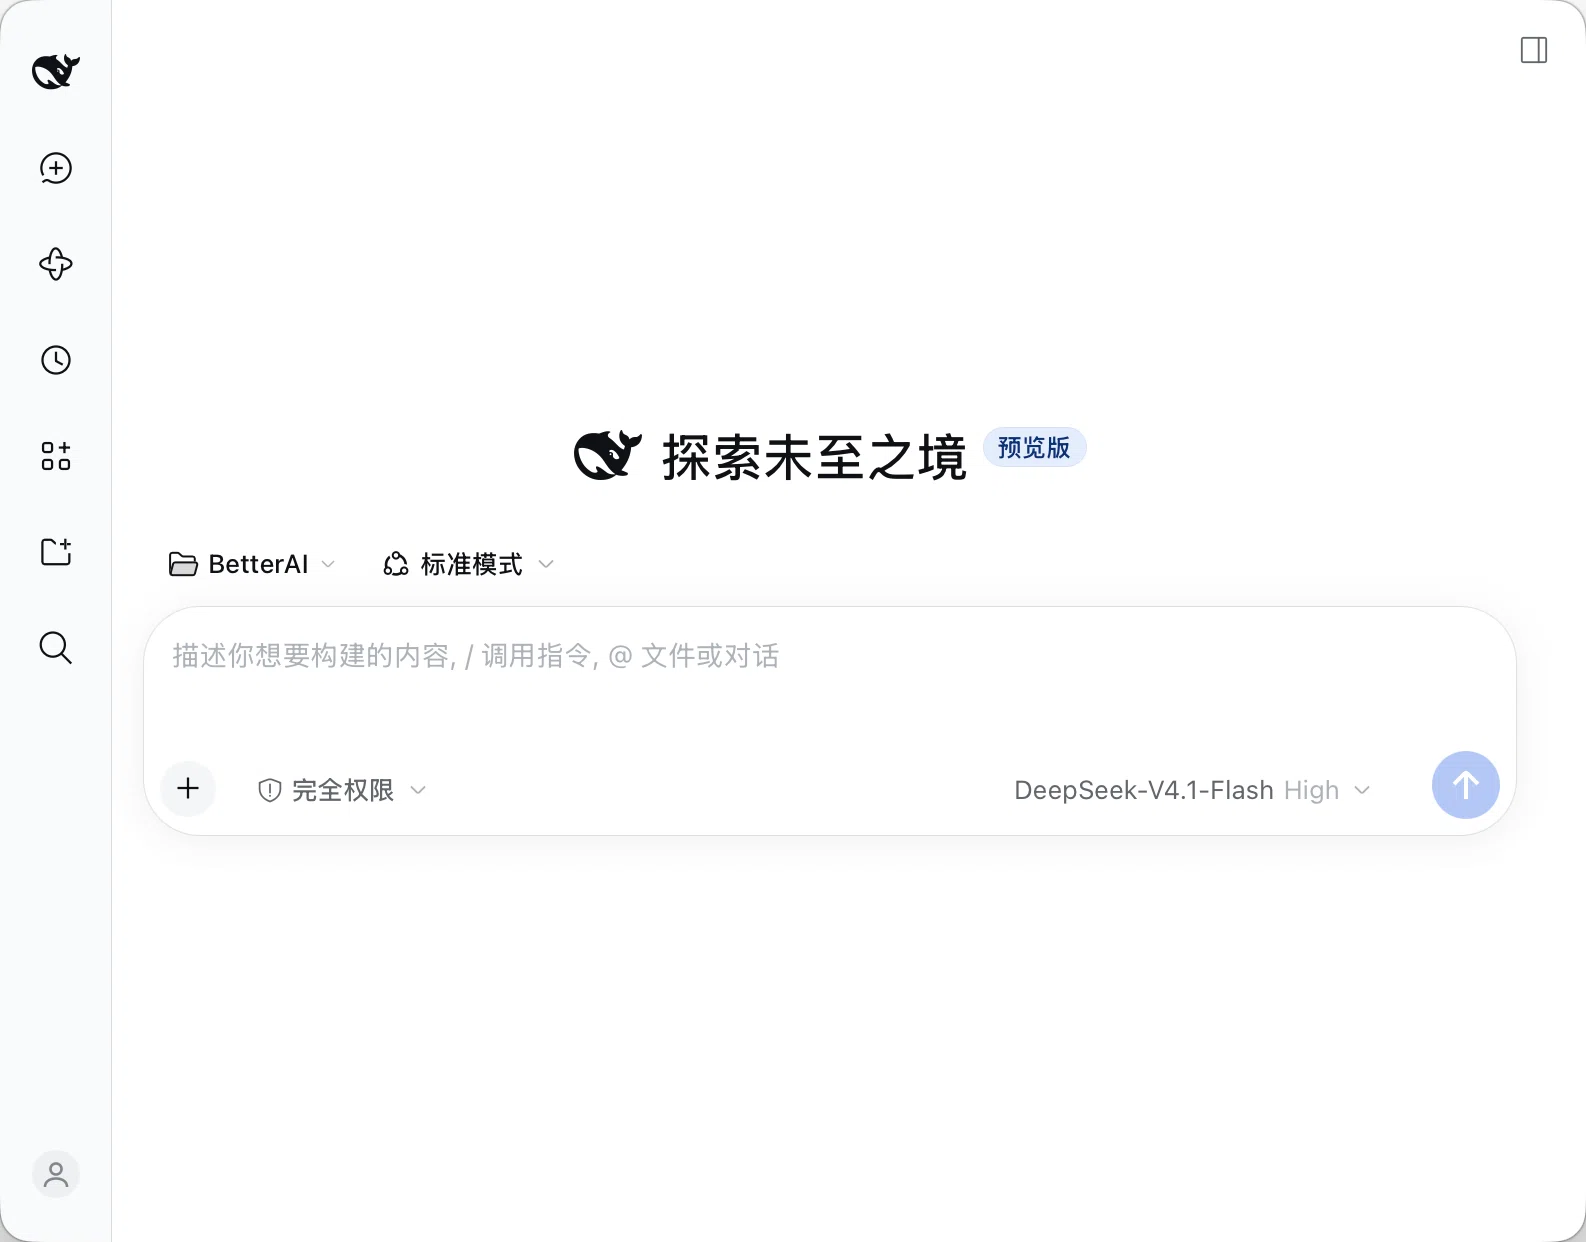 探索未至之境 预览版
BetterAI 标准模式
描述你想要构建的内容, / 调用指令, @ 文件或对话
完全权限 DeepSeek-V4.1-Flash High